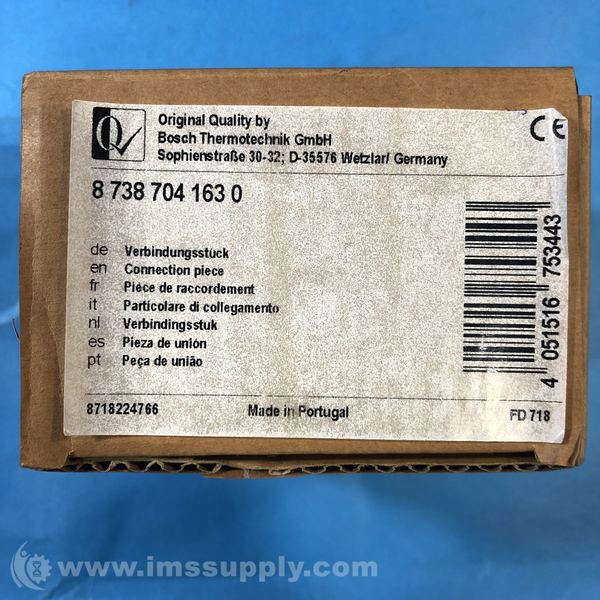 Original Quality by
Bosch Thermotechnik GmbH
Sophienstraße 30-32; D-35576 Wetzlar/ Germany
CE
8 738 704 163 0
de Verbindungsstück
en Connection piece
fr Pièce de raccordement
it Particolare di collegamento
nl Verbindingsstuk
es Pieza de unión
pt Peça de união
4 051516 753443
8718224766 Made in Portugal FD 718
www.imssupply.com